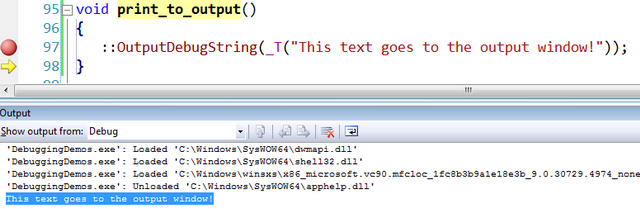 95 void print_to_output()
96 {
97 ::OutputDebugString(_T("This text goes to the output window!"));
98 }
Output
Show output from: Debug
'DebuggingDemos.exe': Loaded 'C:\Windows\SysWOW64\dwmapi.dll'
'DebuggingDemos.exe': Loaded 'C:\Windows\SysWOW64\shell32.dll'
'DebuggingDemos.exe': Loaded 'C:\Windows\winsxs\x86_microsoft.vc90.mfcloc_1fc8b3b9a1e18e3b_9.0.30729.4974_none
'DebuggingDemos.exe': Unloaded 'C:\Windows\SysWOW64\apphelp.dll'
This text goes to the output window!